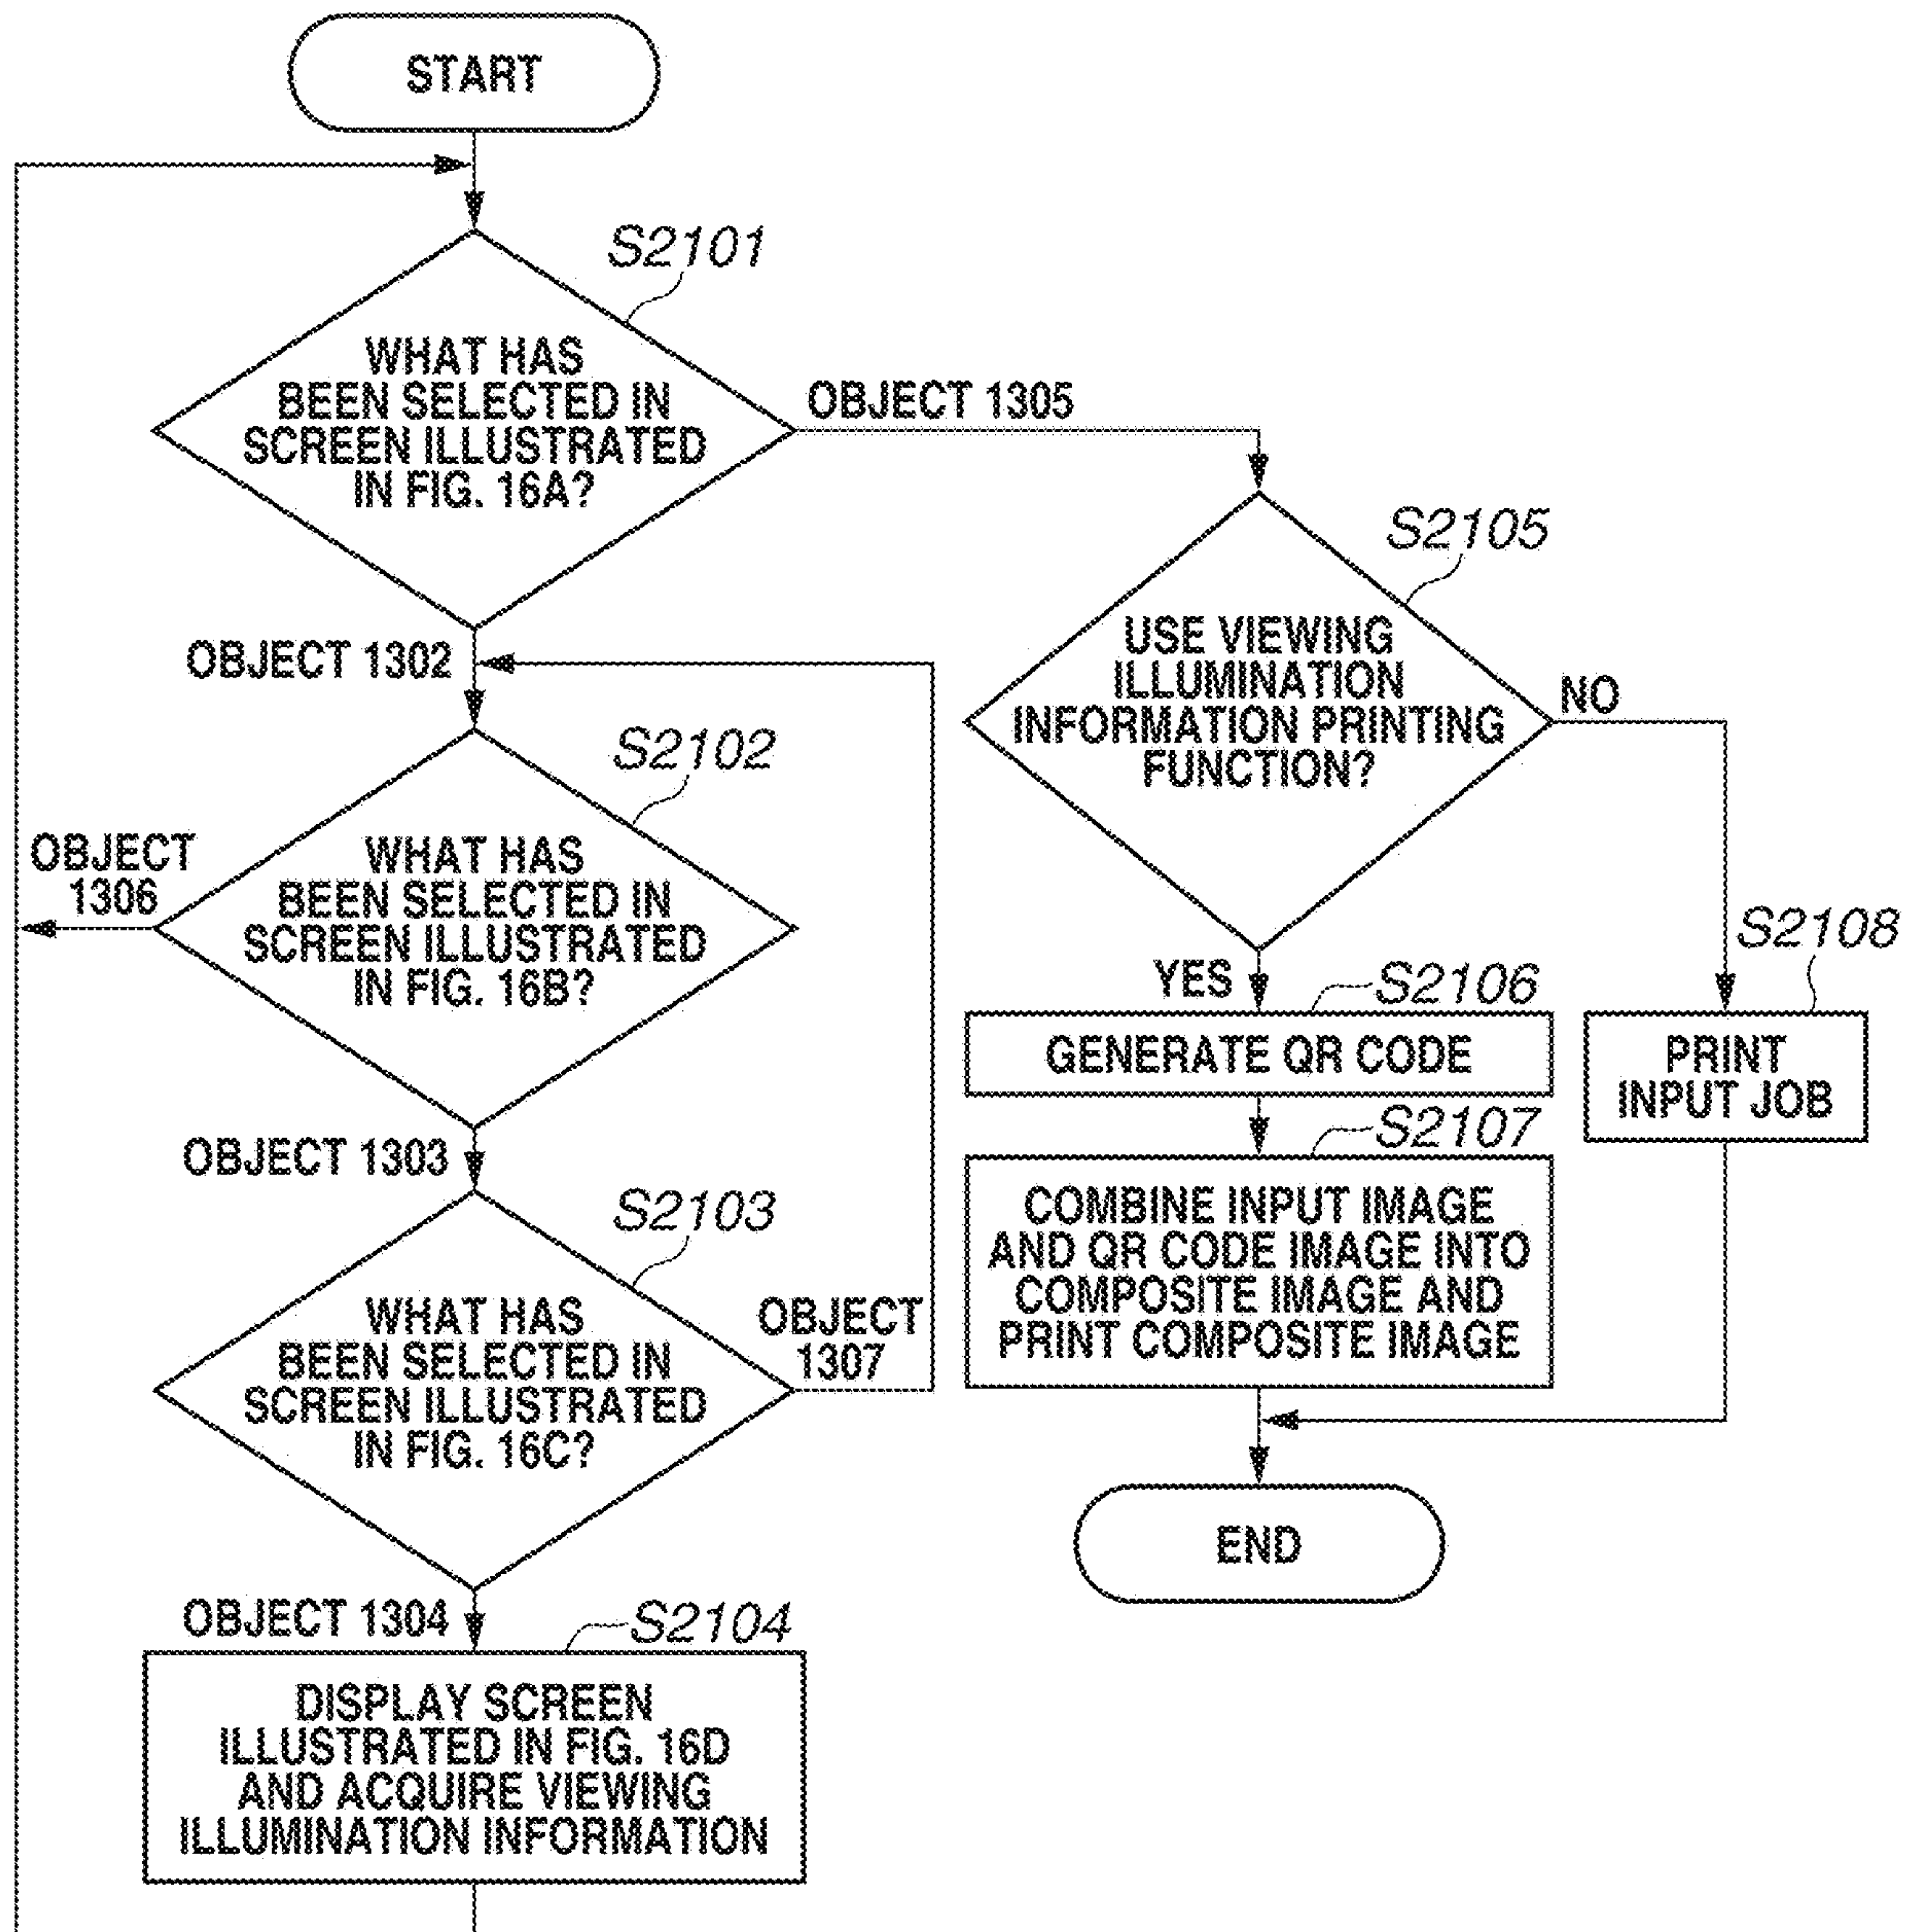 START
S2101
WHAT HAS
BEEN SELECTED IN
SCREEN ILLUSTRATED
IN FIG. 16A?
OBJECT 1305
OBJECT 1302
S2102
WHAT HAS
BEEN SELECTED IN
SCREEN ILLUSTRATED
IN FIG. 16B?
OBJECT
1306
OBJECT 1303
S2103
WHAT HAS
BEEN SELECTED IN
SCREEN ILLUSTRATED
IN FIG. 16C?
OBJECT
1307
OBJECT 1304
S2104
DISPLAY SCREEN
ILLUSTRATED IN FIG. 16D
AND ACQUIRE VIEWING
ILLUMINATION INFORMATION
S2105
USE VIEWING
ILLUMINATION
INFORMATION PRINTING
FUNCTION?
NO
YES
S2106
GENERATE QR CODE
S2107
COMBINE INPUT IMAGE
AND QR CODE IMAGE INTO
COMPOSITE IMAGE AND
PRINT COMPOSITE IMAGE
S2108
PRINT
INPUT JOB
END